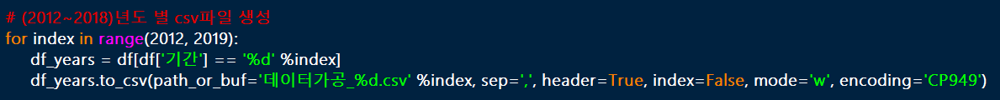 # (2012~2018)년도 별 csv파일 생성
for index in range(2012, 2019):
    df_years = df[df['기간'] == '%d' %index]
    df_years.to_csv(path_or_buf='데이터가공_%d.csv' %index, sep=',', header=True, index=False, mode='w', encoding='CP949')